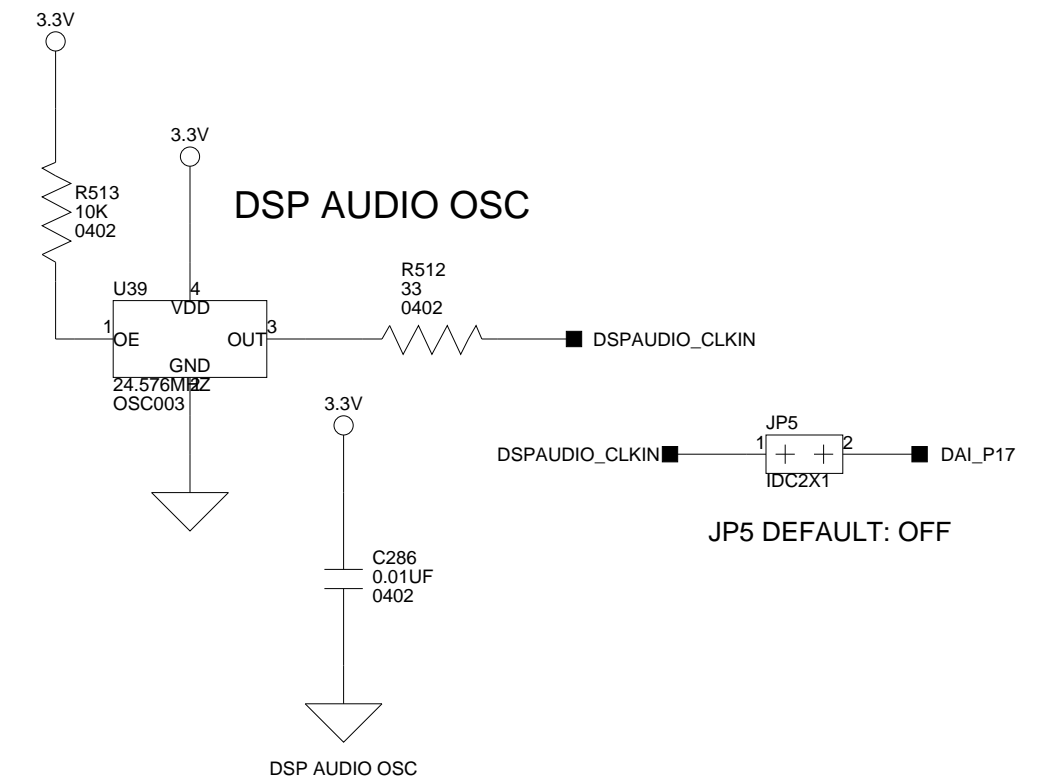 3.3V
3.3V
R513
10K
0402
DSP AUDIO OSC
U39
4
VDD
1
OE
OUT
3
GND
2
24.576MHZ
OSC003
R512
33
0402
DSPAUDIO_CLKIN
3.3V
C286
0.01UF
0402
DSP AUDIO OSC
DSPAUDIO_CLKIN
JP5
1
2
IDC2X1
DAI_P17
JP5 DEFAULT: OFF